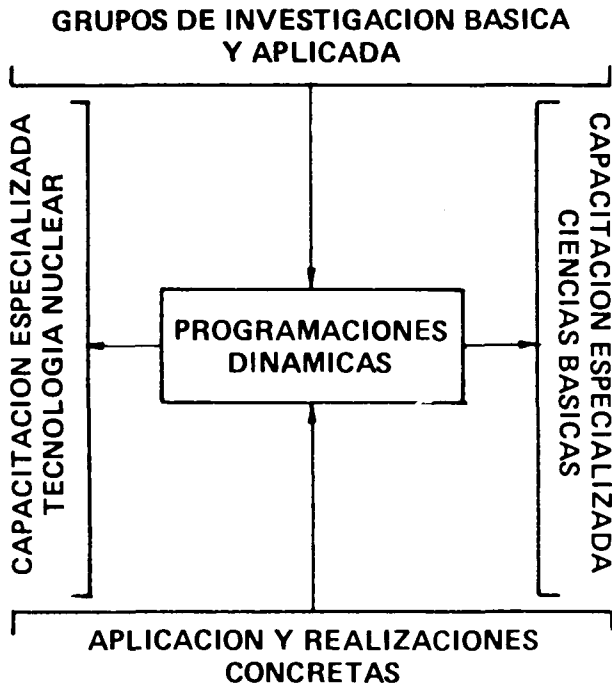 GRUPOS DE INVESTIGACION BASICA
Y APLICADA
CAPACITACION ESPECIALIZADA
TECNOLOGIA NUCLEAR
PROGRAMACIONES
DINAMICAS
CAPACITACION ESPECIALIZADA
CIENCIAS BASICAS
APLICACION Y REALIZACIONES
CONCRETAS